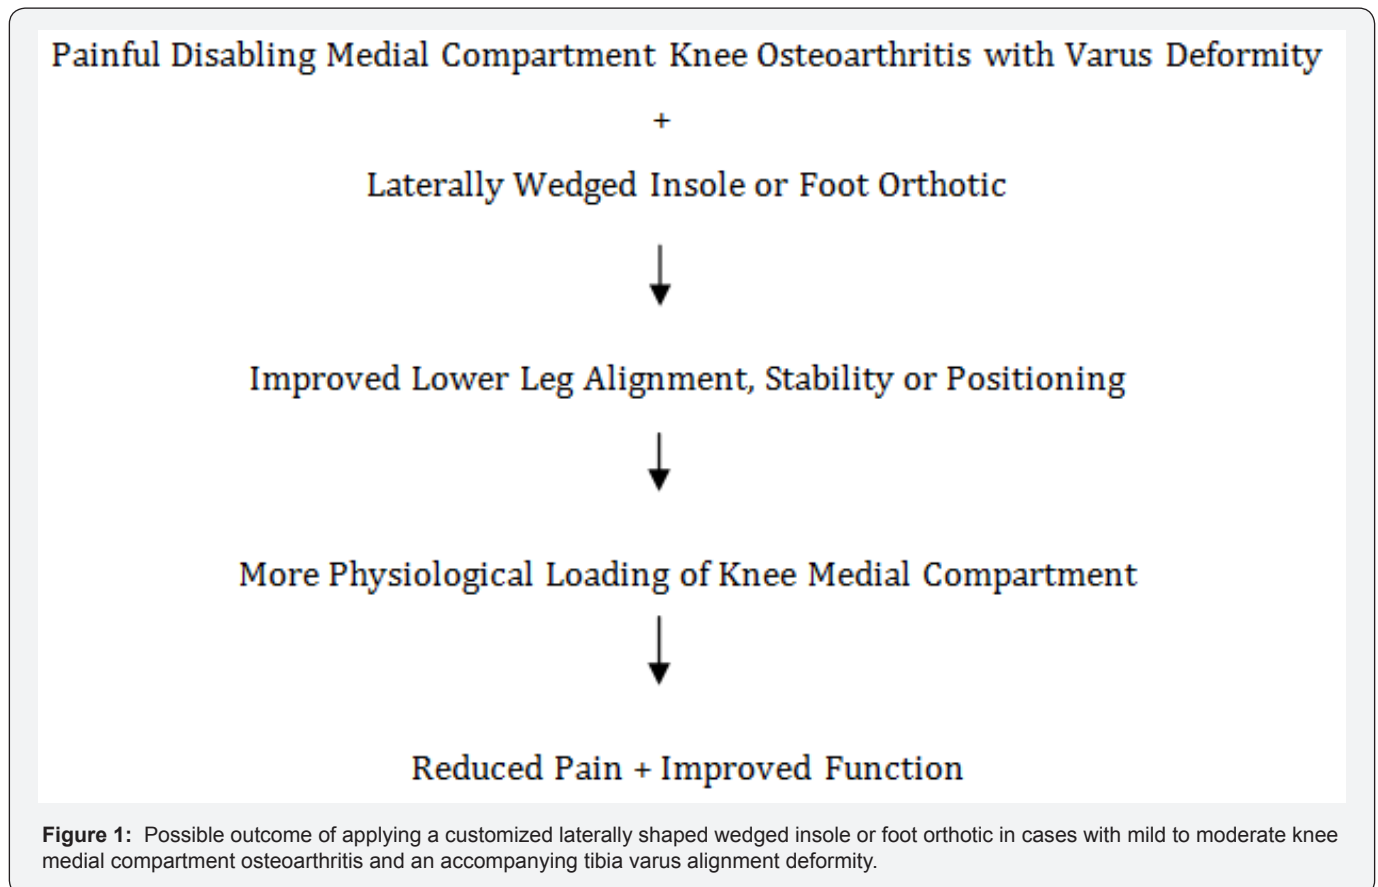 Painful Disabling Medial Compartment Knee Osteoarthritis with Varus Deformity
+
Laterally Wedged Insole or Foot Orthotic
Improved Lower Leg Alignment, Stability or Positioning
More Physiological Loading of Knee Medial Compartment
Reduced Pain + Improved Function
Figure 1: Possible outcome of applying a customized laterally shaped wedged insole or foot orthotic in cases with mild to moderate knee
medial compartment osteoarthritis and an accompanying tibia varus alignment deformity.